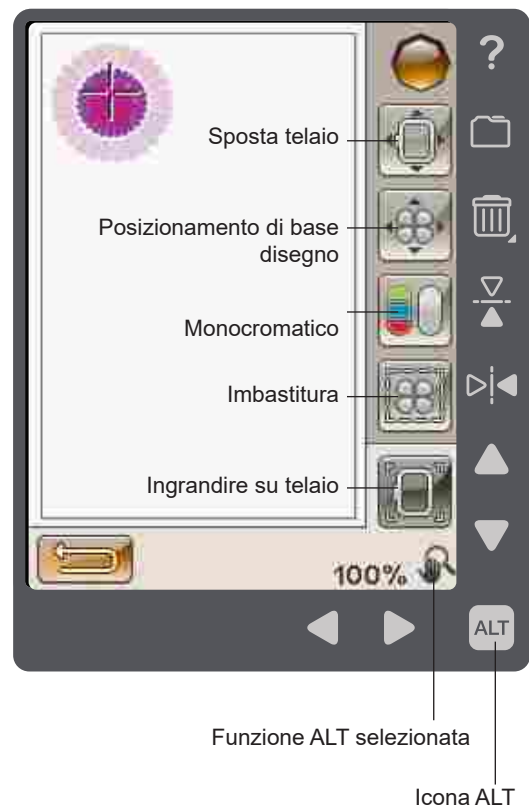 ?
Sposta telaio
Posizionamento di base
disegno
Monocromatico
Imbastitura
Ingrandire su telaio
100%
ALT
Funzione ALT selezionata
Icona ALT